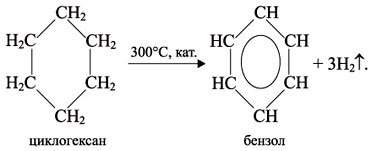 CH₂ CH
H₂C CH₂ 300°C, кат. HC CH
H₂C CH₂ HC CH + 3H₂↑.
CH₂ CH
циклогексан бензол